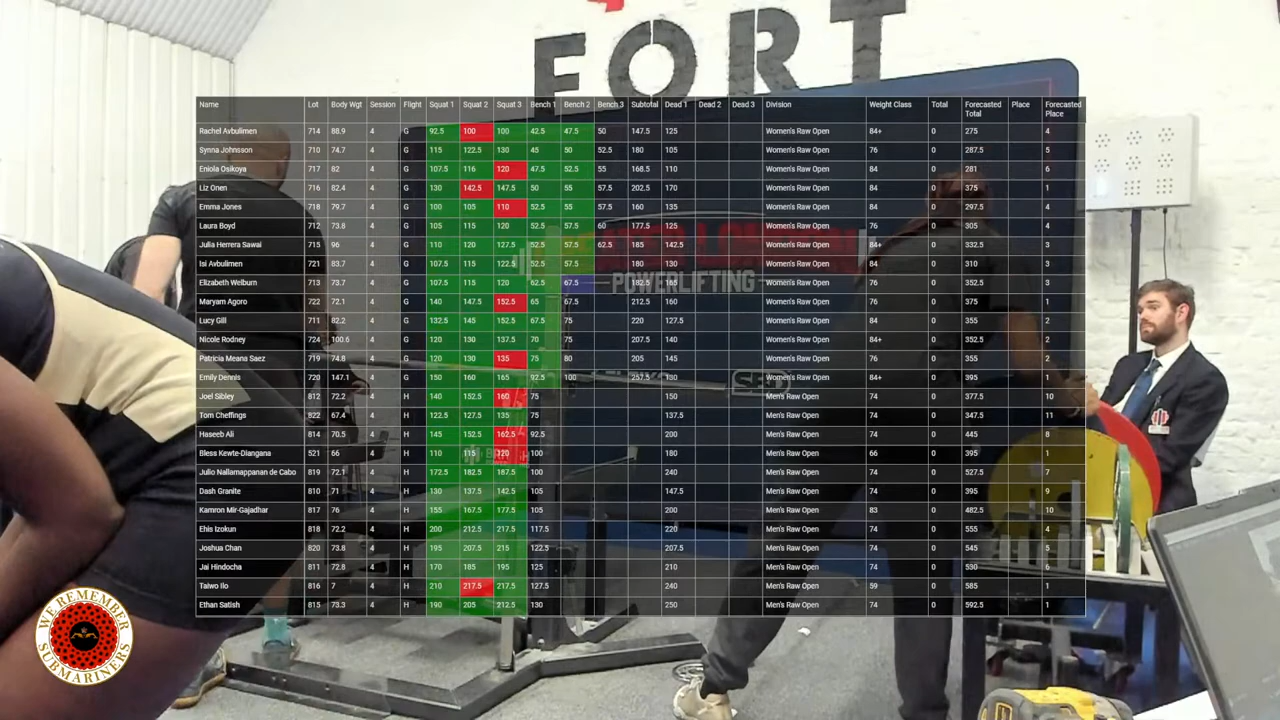 FORT
Name Lot Body Wgt Session Flight Squat 1 Squat 2 Squat 3 Bench 1 Bench 2 Bench 3 Subtotal Dead 1 Dead 2 Dead 3 Division Weight Class Total Forecasted Total Place Forecasted Place
Rachel Avbulimen 714 88.9 4 G 92.5 100 100 42.5 47.5 50 147.5 125 Women's Raw Open 84+ 0 275 4
Synna Johnsson 710 74.7 4 G 115 122.5 130 45 50 52.5 180 105 Women's Raw Open 76 0 287.5 5
Eniola Osikoya 717 82 4 G 107.5 116 120 47.5 52.5 55 168.5 110 Women's Raw Open 84 0 281 6
Liz Onen 716 82.4 4 G 130 142.5 147.5 50 55 57.5 202.5 170 Women's Raw Open 84 0 375 1
Emma Jones 718 79.7 4 G 100 105 110 52.5 55 57.5 160 135 Women's Raw Open 84 0 297.5 4
Laura Boyd 712 73.8 4 G 105 115 120 52.5 57.5 60 177.5 125 Women's Raw Open 76 0 305 4
Julia Herrera Sawai 715 96 4 G 110 120 127.5 52.5 57.5 62.5 185 142.5 Women's Raw Open 84+ 0 332.5 3
Isi Avbulimen 721 83.7 4 G 107.5 115 122.5 52.5 57.5 180 130 Women's Raw Open 84 0 310 3
Elizabeth Welburn 713 73.7 4 G 107.5 115 120 62.5 67.5 182.5 165 Women's Raw Open 76 0 352.5 3
Maryam Agoro 722 72.1 4 G 140 147.5 152.5 65 67.5 212.5 160 Women's Raw Open 76 0 375 1
Lucy Gill 711 82.2 4 G 132.5 145 152.5 67.5 75 220 127.5 Women's Raw Open 84 0 355 2
Nicole Rodney 724 100.6 4 G 120 130 137.5 70 75 207.5 140 Women's Raw Open 84+ 0 352.5 2
Patricia Meana Saez 719 74.8 4 G 120 130 135 75 80 205 145 Women's Raw Open 76 0 355 2
Emily Dennis 720 147.1 4 G 150 160 165 92.5 100 257.5 130 Women's Raw Open 84+ 0 395 1
Joel Sibley 812 72.2 4 H 140 152.5 160 75 150 Men's Raw Open 74 0 377.5 10
Tom Cheffings 822 67.4 4 H 122.5 127.5 135 75 137.5 Men's Raw Open 74 0 347.5 11
Haseeb Ali 814 70.5 4 H 145 152.5 162.5 92.5 200 Men's Raw Open 74 0 445 8
Bless Kewte-Diangana 521 66 4 H 110 115 120 100 180 Men's Raw Open 66 0 395 1
Julio Nallamappanan de Cabo 819 72.1 4 H 172.5 182.5 187.5 100 240 Men's Raw Open 74 0 527.5 7
Dash Granite 810 71 4 H 130 137.5 142.5 105 147.5 Men's Raw Open 74 0 395 9
Kamron Mir-Gajadhar 817 76 4 H 155 167.5 177.5 105 200 Men's Raw Open 83 0 482.5 10
Ehis Izokun 818 72.2 4 H 200 212.5 217.5 117.5 220 Men's Raw Open 74 0 555 4
Joshua Chan 820 73.8 4 H 195 207.5 215 122.5 207.5 Men's Raw Open 74 0 545 5
Jai Hindocha 811 72.8 4 H 170 185 195 125 210 Men's Raw Open 74 0 530 6
Taiwo Ilo 816 7 4 H 210 217.5 217.5 127.5 240 Men's Raw Open 59 0 585 1
Ethan Satish 815 73.3 4 H 190 205 212.5 130 250 Men's Raw Open 74 0 592.5 1
POWERLIFTING
SBD
WE REMEMBER
SUBMARINERS